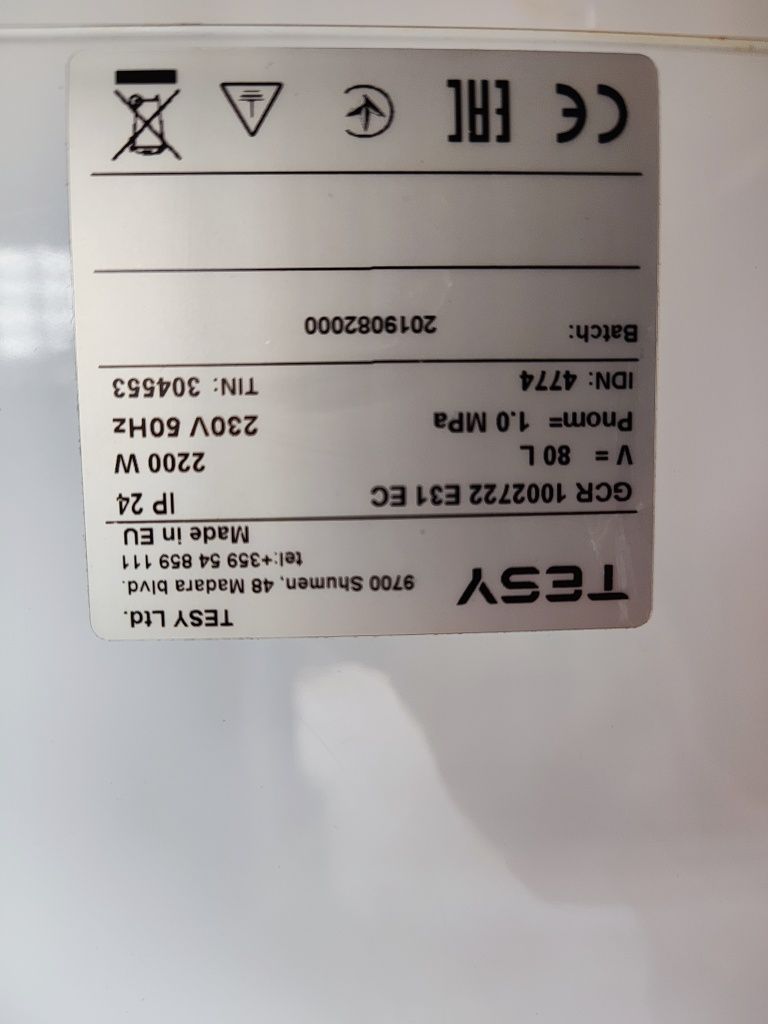 TESY
TESY Ltd.
9700 Shumen, 48 Madara blvd.
tel:+359 54 859 111
Made in EU
GCR 1002722 E31 EC IP 24
V = 80 L 2200 W
Pnom= 1.0 MPa 230V 50Hz
IDN: 4774 TIN: 304553
Batch: 2019082000
CE EAC